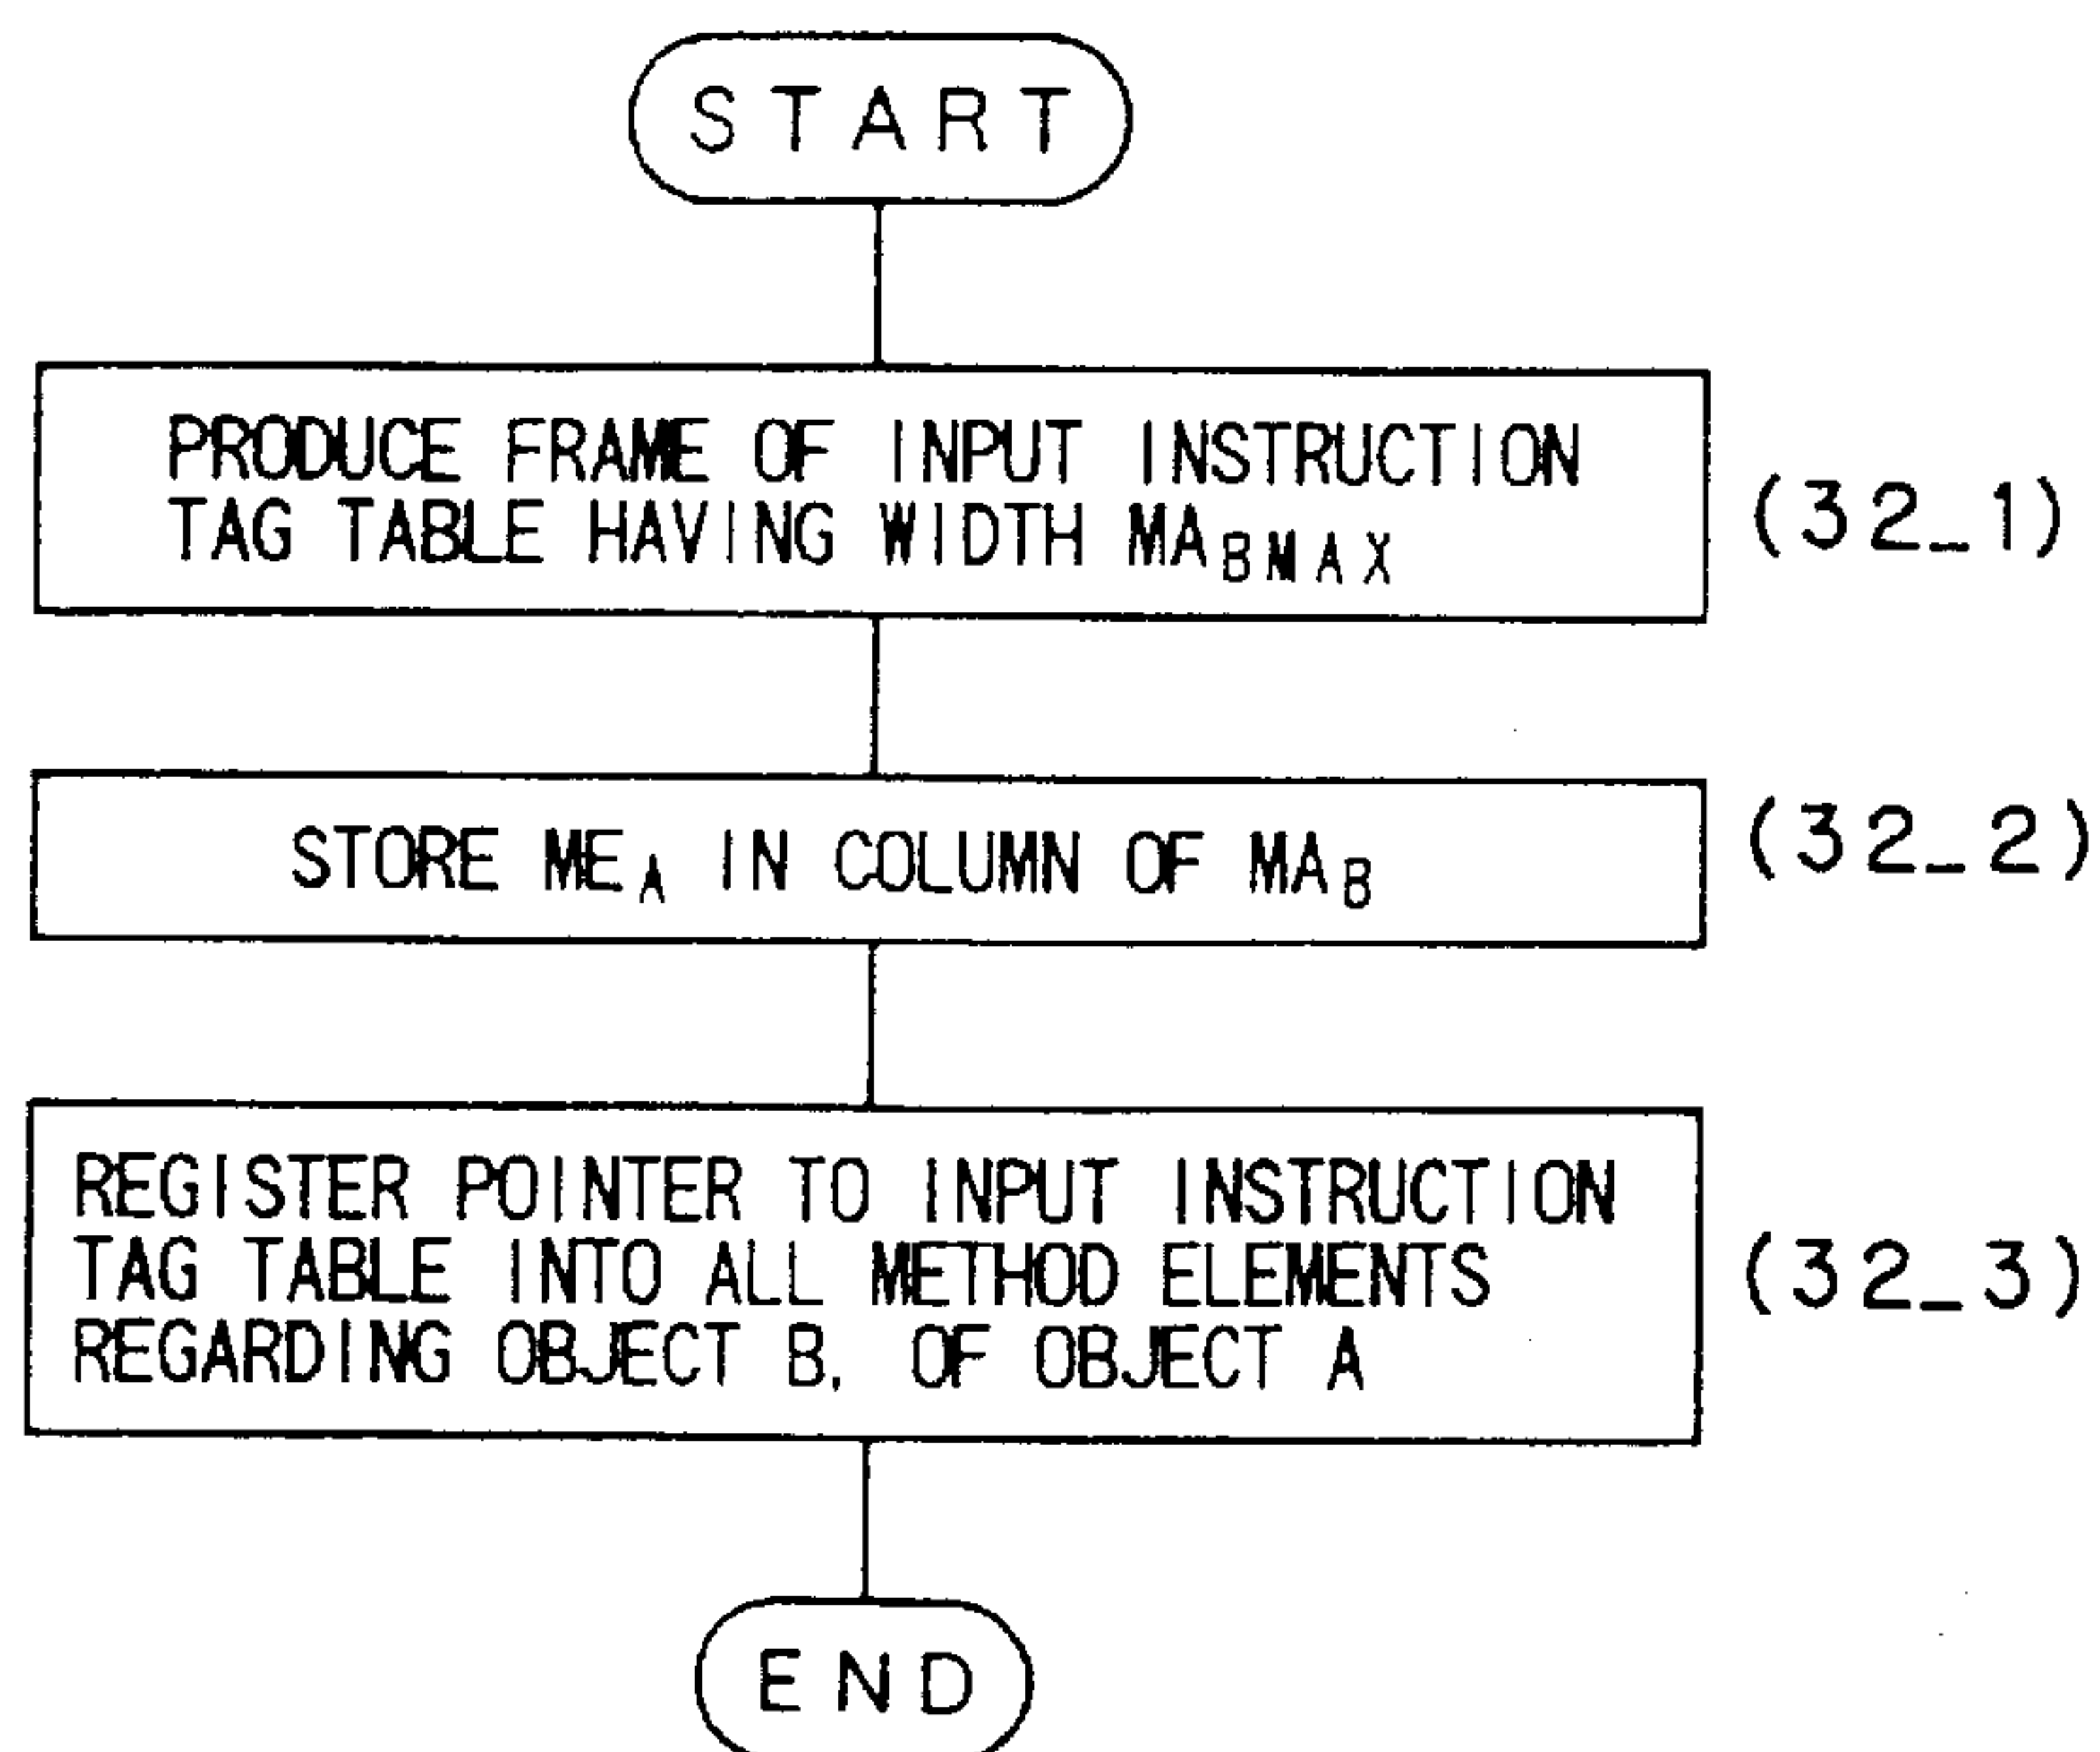 START
PRODUCE FRAME OF INPUT INSTRUCTION
TAG TABLE HAVING WIDTH MABMAX
(32_1)
STORE MEA IN COLUMN OF MAB
(32_2)
REGISTER POINTER TO INPUT INSTRUCTION
TAG TABLE INTO ALL METHOD ELEMENTS
REGARDING OBJECT B, OF OBJECT A
(32_3)
END